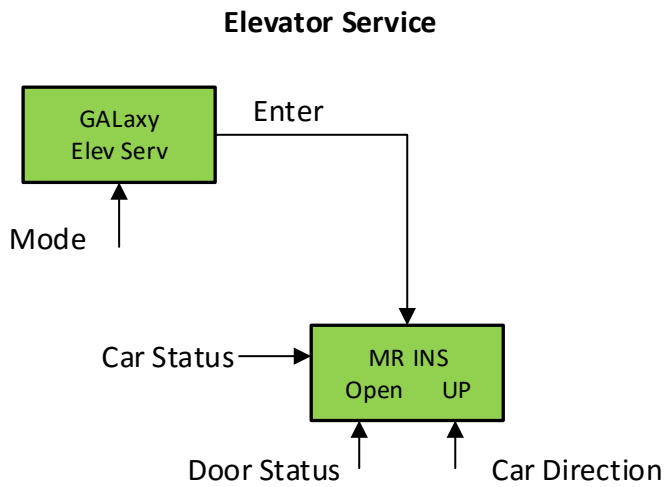 Elevator Service
GALaxy
Elev Serv
Enter
Mode
Car Status
MR INS
Open UP
Door Status
Car Direction